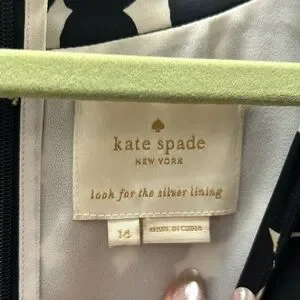 kate spade
NEW YORK
look for the silver lining
14
MADE IN CHINA